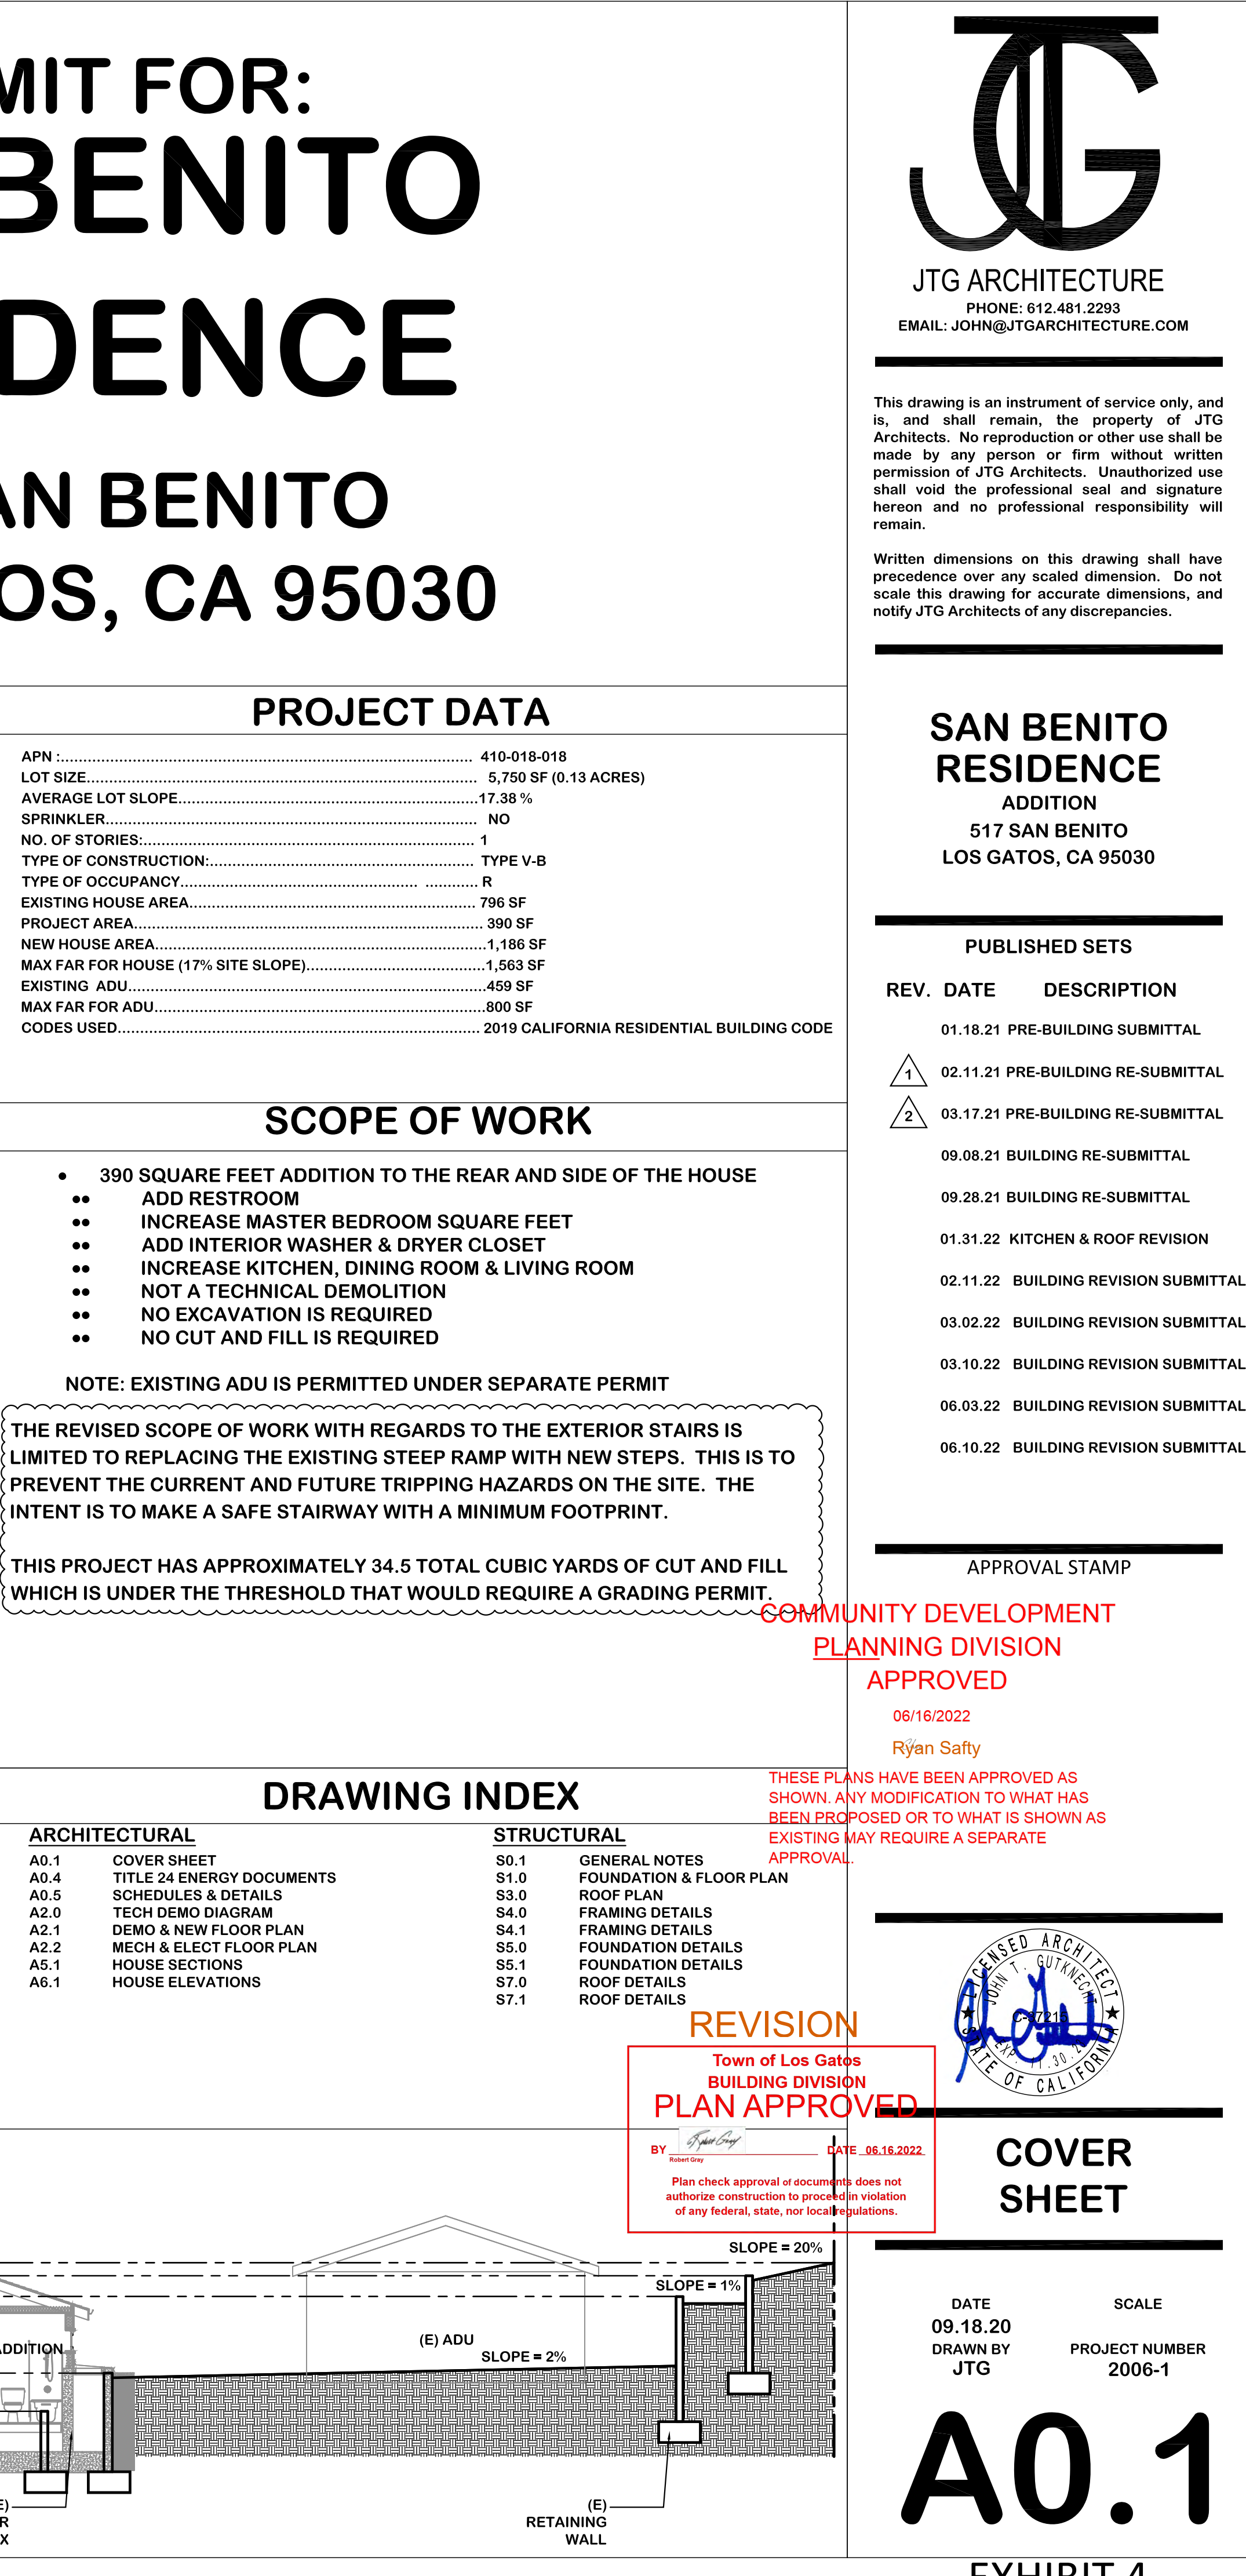 MIT FOR:
BENITO
DENCE
AN BENITO
OS, CA 95030
PROJECT DATA
APN :........ 410-018-018
LOT SIZE........ 5,750 SF (0.13 ACRES)
AVERAGE LOT SLOPE........17.38 %
SPRINKLER........ NO
NO. OF STORIES:........ 1
TYPE OF CONSTRUCTION:........ TYPE V-B
TYPE OF OCCUPANCY........ ........ R
EXISTING HOUSE AREA........ 796 SF
PROJECT AREA........ 390 SF
NEW HOUSE AREA........1,186 SF
MAX FAR FOR HOUSE (17% SITE SLOPE)........1,563 SF
EXISTING ADU........459 SF
MAX FAR FOR ADU........800 SF
CODES USED........ 2019 CALIFORNIA RESIDENTIAL BUILDING CODE
SCOPE OF WORK
• 390 SQUARE FEET ADDITION TO THE REAR AND SIDE OF THE HOUSE
•• ADD RESTROOM
•• INCREASE MASTER BEDROOM SQUARE FEET
•• ADD INTERIOR WASHER & DRYER CLOSET
•• INCREASE KITCHEN, DINING ROOM & LIVING ROOM
•• NOT A TECHNICAL DEMOLITION
•• NO EXCAVATION IS REQUIRED
•• NO CUT AND FILL IS REQUIRED
NOTE: EXISTING ADU IS PERMITTED UNDER SEPARATE PERMIT
THE REVISED SCOPE OF WORK WITH REGARDS TO THE EXTERIOR STAIRS IS
LIMITED TO REPLACING THE EXISTING STEEP RAMP WITH NEW STEPS. THIS IS TO
PREVENT THE CURRENT AND FUTURE TRIPPING HAZARDS ON THE SITE. THE
INTENT IS TO MAKE A SAFE STAIRWAY WITH A MINIMUM FOOTPRINT.
THIS PROJECT HAS APPROXIMATELY 34.5 TOTAL CUBIC YARDS OF CUT AND FILL
WHICH IS UNDER THE THRESHOLD THAT WOULD REQUIRE A GRADING PERMIT.
DRAWING INDEX
ARCHITECTURAL
A0.1 COVER SHEET
A0.4 TITLE 24 ENERGY DOCUMENTS
A0.5 SCHEDULES & DETAILS
A2.0 TECH DEMO DIAGRAM
A2.1 DEMO & NEW FLOOR PLAN
A2.2 MECH & ELECT FLOOR PLAN
A5.1 HOUSE SECTIONS
A6.1 HOUSE ELEVATIONS
STRUCTURAL
S0.1 GENERAL NOTES
S1.0 FOUNDATION & FLOOR PLAN
S3.0 ROOF PLAN
S4.0 FRAMING DETAILS
S4.1 FRAMING DETAILS
S5.0 FOUNDATION DETAILS
S5.1 FOUNDATION DETAILS
S7.0 ROOF DETAILS
S7.1 ROOF DETAILS
REVISION
Town of Los Gatos
BUILDING DIVISION
PLAN APPROVED
BY Robert Gray DATE 06.16.2022
Robert Gray
Plan check approval of documents does not
authorize construction to proceed in violation
of any federal, state, nor local regulations.
SLOPE = 20%
SLOPE = 1%
(E) ADU
SLOPE = 2%
ADDITION
E)
R
X
(E)
RETAINING
WALL
JTG
JTG ARCHITECTURE
PHONE: 612.481.2293
EMAIL: JOHN@JTGARCHITECTURE.COM
This drawing is an instrument of service only, and
is, and shall remain, the property of JTG
Architects. No reproduction or other use shall be
made by any person or firm without written
permission of JTG Architects. Unauthorized use
shall void the professional seal and signature
hereon and no professional responsibility will
remain.
Written dimensions on this drawing shall have
precedence over any scaled dimension. Do not
scale this drawing for accurate dimensions, and
notify JTG Architects of any discrepancies.
SAN BENITO
RESIDENCE
ADDITION
517 SAN BENITO
LOS GATOS, CA 95030
PUBLISHED SETS
REV. DATE DESCRIPTION
01.18.21 PRE-BUILDING SUBMITTAL
1 02.11.21 PRE-BUILDING RE-SUBMITTAL
2 03.17.21 PRE-BUILDING RE-SUBMITTAL
09.08.21 BUILDING RE-SUBMITTAL
09.28.21 BUILDING RE-SUBMITTAL
01.31.22 KITCHEN & ROOF REVISION
02.11.22 BUILDING REVISION SUBMITTAL
03.02.22 BUILDING REVISION SUBMITTAL
03.10.22 BUILDING REVISION SUBMITTAL
06.03.22 BUILDING REVISION SUBMITTAL
06.10.22 BUILDING REVISION SUBMITTAL
APPROVAL STAMP
COMMUNITY DEVELOPMENT
PLANNING DIVISION
APPROVED
06/16/2022
Ryan Safty
THESE PLANS HAVE BEEN APPROVED AS
SHOWN. ANY MODIFICATION TO WHAT HAS
BEEN PROPOSED OR TO WHAT IS SHOWN AS
EXISTING MAY REQUIRE A SEPARATE
APPROVAL.
LICENSED ARCHITECT
JOHN T. GUTKNECHT
C-37215
EXP. 11.30.
STATE OF CALIFORNIA
COVER
SHEET
DATE
09.18.20
SCALE
DRAWN BY
JTG
PROJECT NUMBER
2006-1
A0.1
EXHIBIT 4